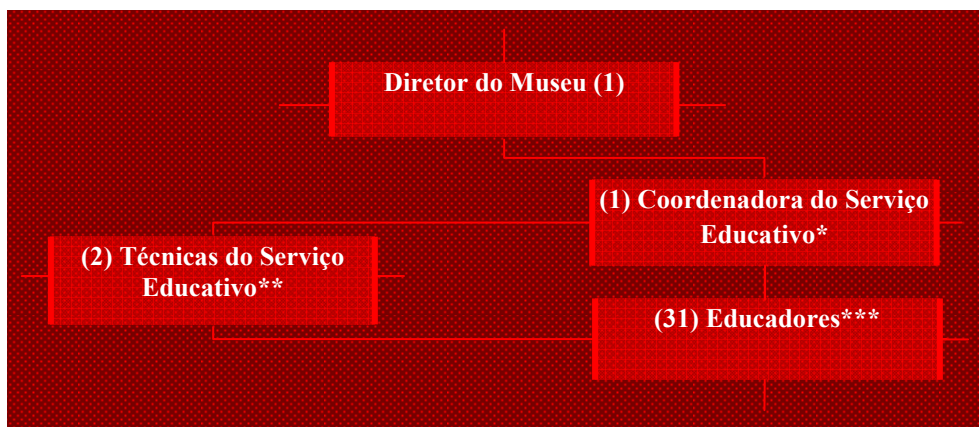 Diretor do Museu (1)
(1) Coordenadora do Serviço
Educativo*
(2) Técnicas do Serviço
Educativo**
(31) Educadores***